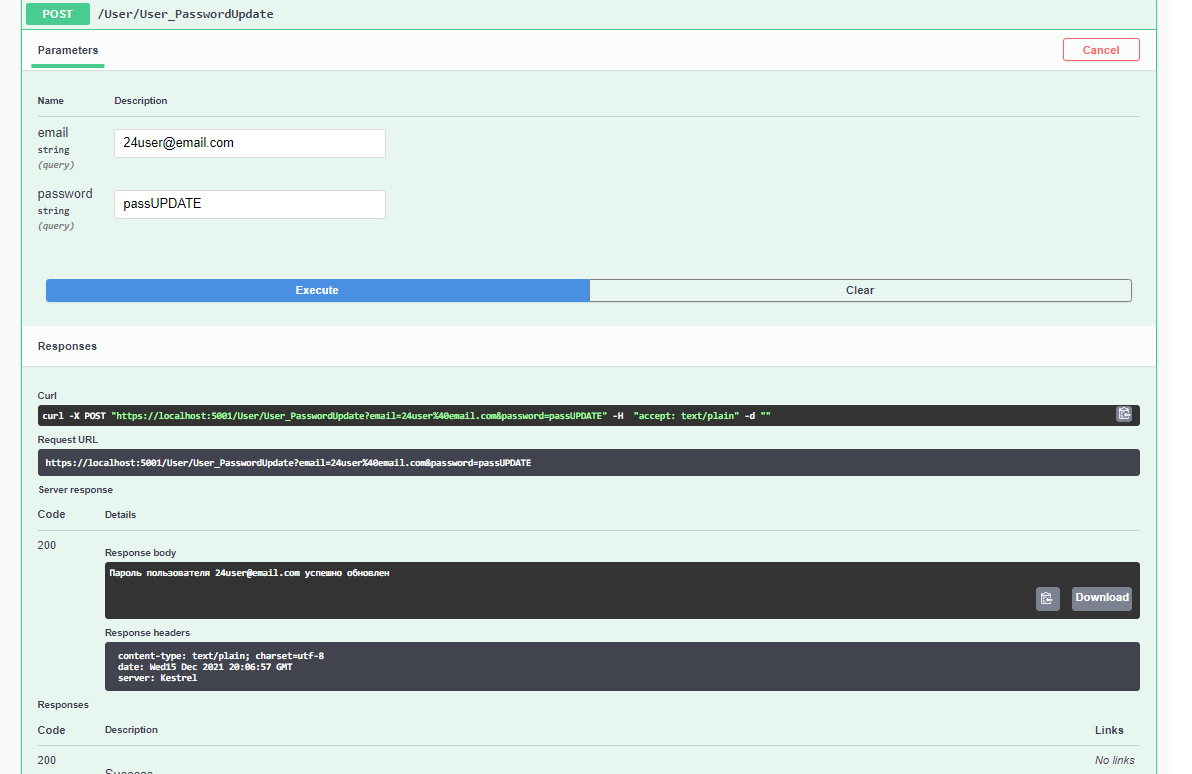 POST /User/User_PasswordUpdate
Parameters Cancel
Name Description
email
string
(query)
24user@email.com
password
string
(query)
passUPDATE
Execute Clear
Responses
Curl
curl -X POST "https://localhost:5001/User/User_PasswordUpdate?email=24user%40email.com&password=passUPDATE" -H  "accept: text/plain" -d ""
Request URL
https://localhost:5001/User/User_PasswordUpdate?email=24user%40email.com&password=passUPDATE
Server response
Code Details
200
Response body
Пароль пользователя 24user@email.com успешно обновлен
Download
Response headers
content-type: text/plain; charset=utf-8
date: Wed15 Dec 2021 20:06:57 GMT
server: Kestrel
Responses
Code Description Links
200 No links
Success